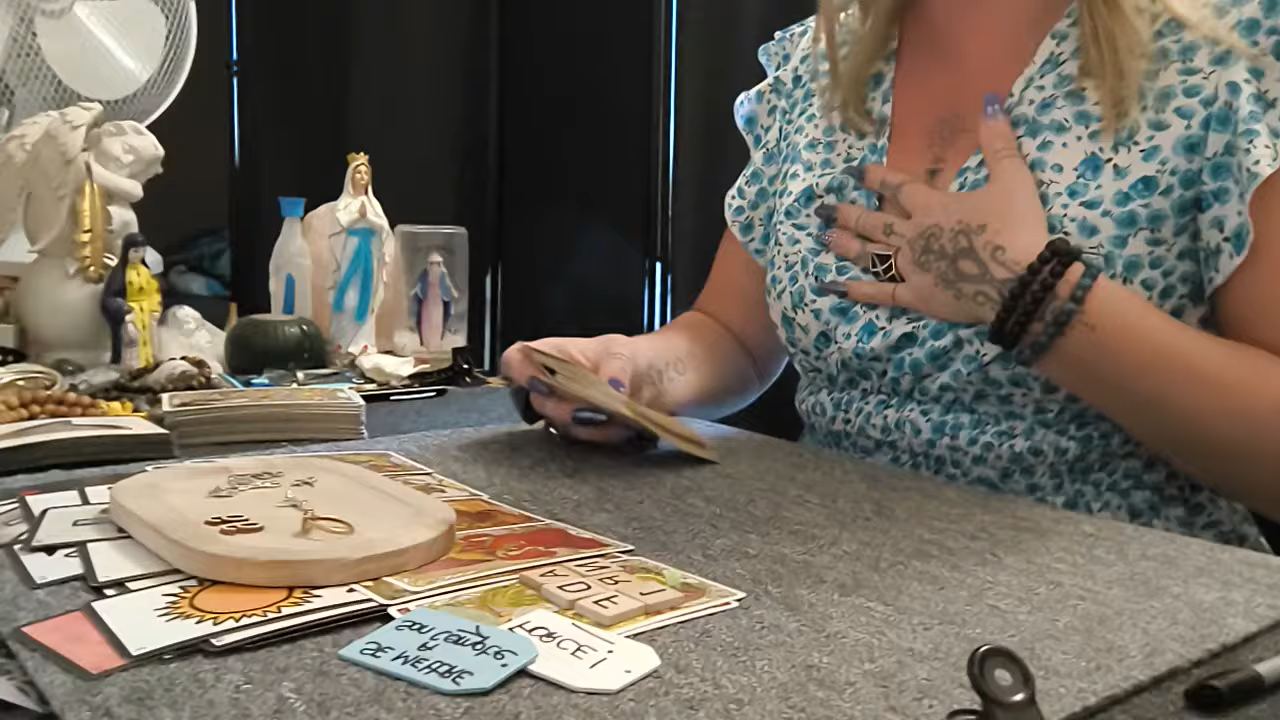 SE METTRE
À
SON COMPTE.
FORCE !
A D F